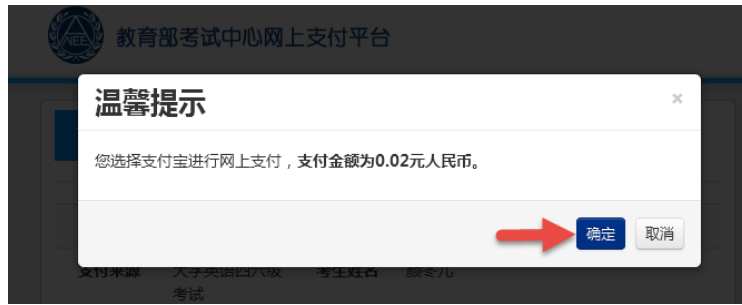 NEEA
教育部考试中心网上支付平台
温馨提示
×
您选择支付宝进行网上支付，支付金额为0.02元人民币。
确定 取消
支付来源 大学英语四六级 考生姓名 颜冬儿
考试